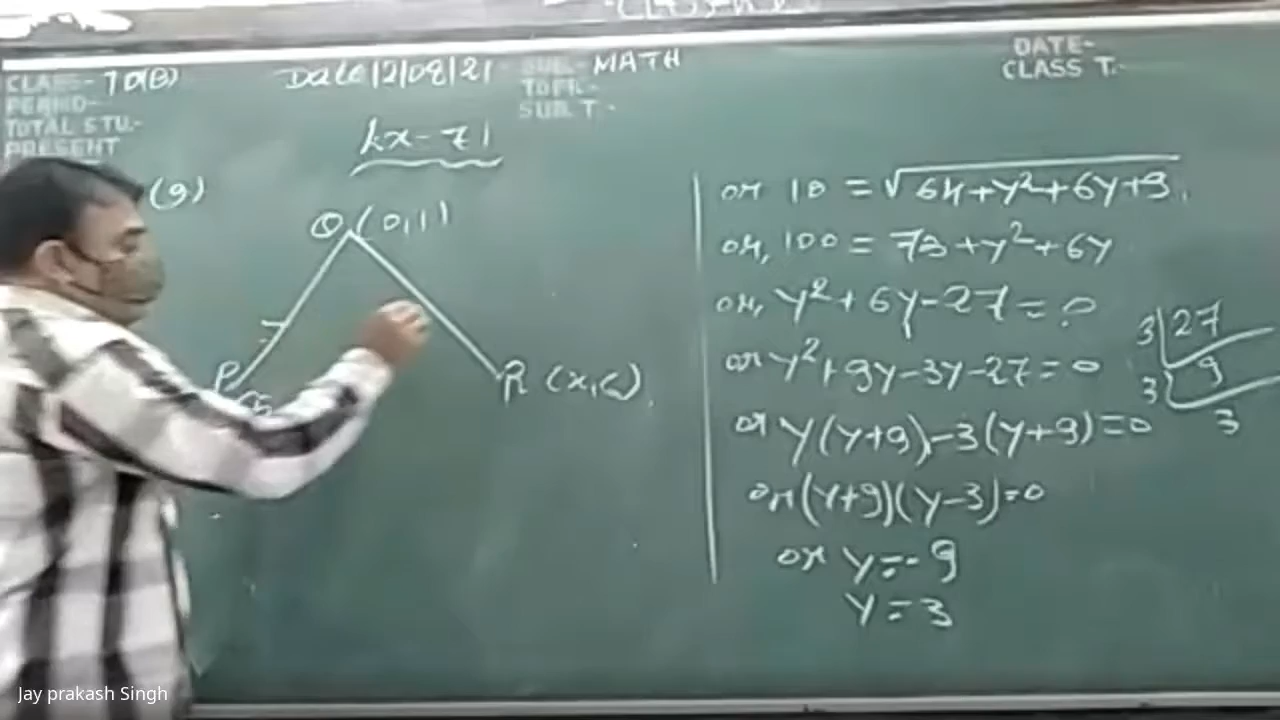 CLASS- 10(B)
PERIOD-
TOTAL STU.-
PRESENT
Date 12/08/21
SUB.- MATH
TOPIC-
SUB. T.-
DATE-
CLASS T.-
Ex-7.1
(9)
Q (0,1)
P
R (x,6)
or 10 = √64+y²+6y+9
or, 100 = 73+y²+6y
or, y²+6y-27=0
or y²+9y-3y-27=0
or y(y+9)-3(y+9)=0
or (y+9)(y-3)=0
or y=-9
y=3
3|27
3|9
3
Jay prakash Singh